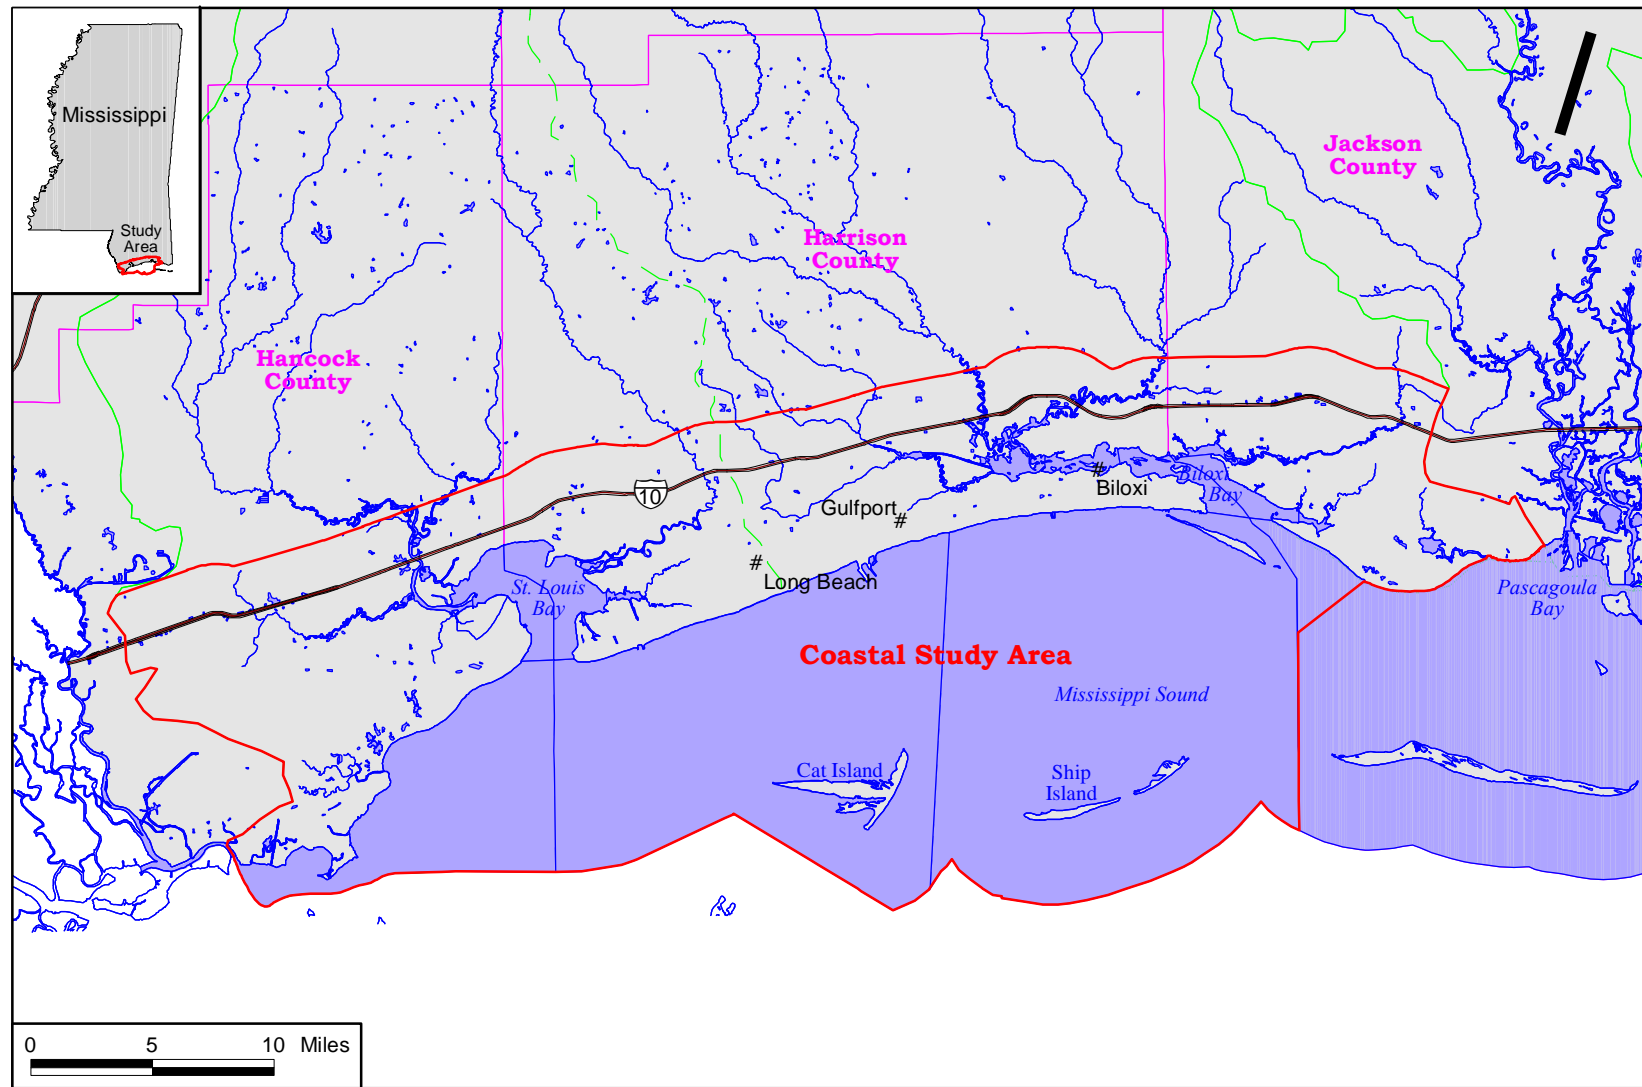 Mississippi
Study
Area
Jackson
County
Harrison
County
Hancock
County
10
Biloxi
Biloxi
Bay
Gulfport
#
#
#
Long Beach
St. Louis
Bay
Pascagoula
Bay
Coastal Study Area
Mississippi Sound
Cat Island
Ship
Island
0 5 10 Miles